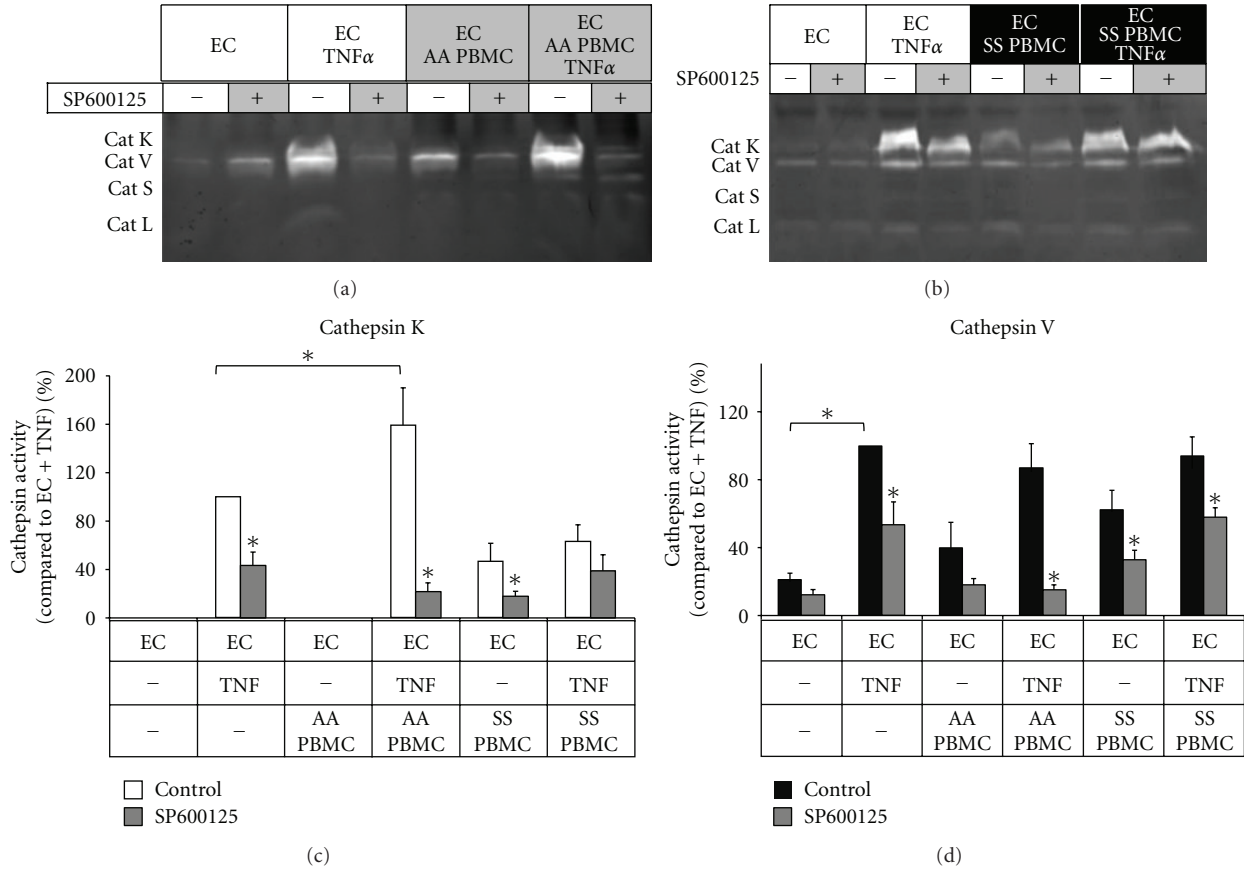 EC
EC
TNFα
EC
AA PBMC
EC
AA PBMC
TNFα
SP600125
− + − + − + − +
Cat K
Cat V
Cat S
Cat L
(a)
EC
EC
TNFα
EC
SS PBMC
EC
SS PBMC
TNFα
SP600125
− + − + − + − +
Cat K
Cat V
Cat S
Cat L
(b)
Cathepsin K
Cathepsin activity
(compared to EC + TNF) (%)
200
160
120
80
40
0
*
*
*
*
EC EC EC EC EC EC
− TNF − TNF − TNF
− − AA PBMC AA PBMC SS PBMC SS PBMC
Control
SP600125
(c)
Cathepsin V
Cathepsin activity
(compared to EC + TNF) (%)
120
80
40
0
*
*
*
*
*
EC EC EC EC EC EC
− TNF − TNF − TNF
− − AA PBMC AA PBMC SS PBMC SS PBMC
Control
SP600125
(d)